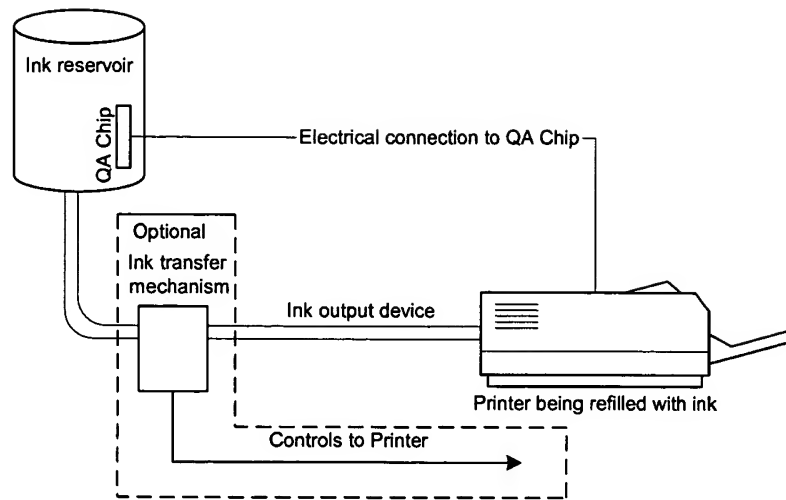 Ink reservoir
QA Chip
Electrical connection to QA Chip
Optional
Ink transfer
mechanism
Ink output device
Printer being refilled with ink
Controls to Printer